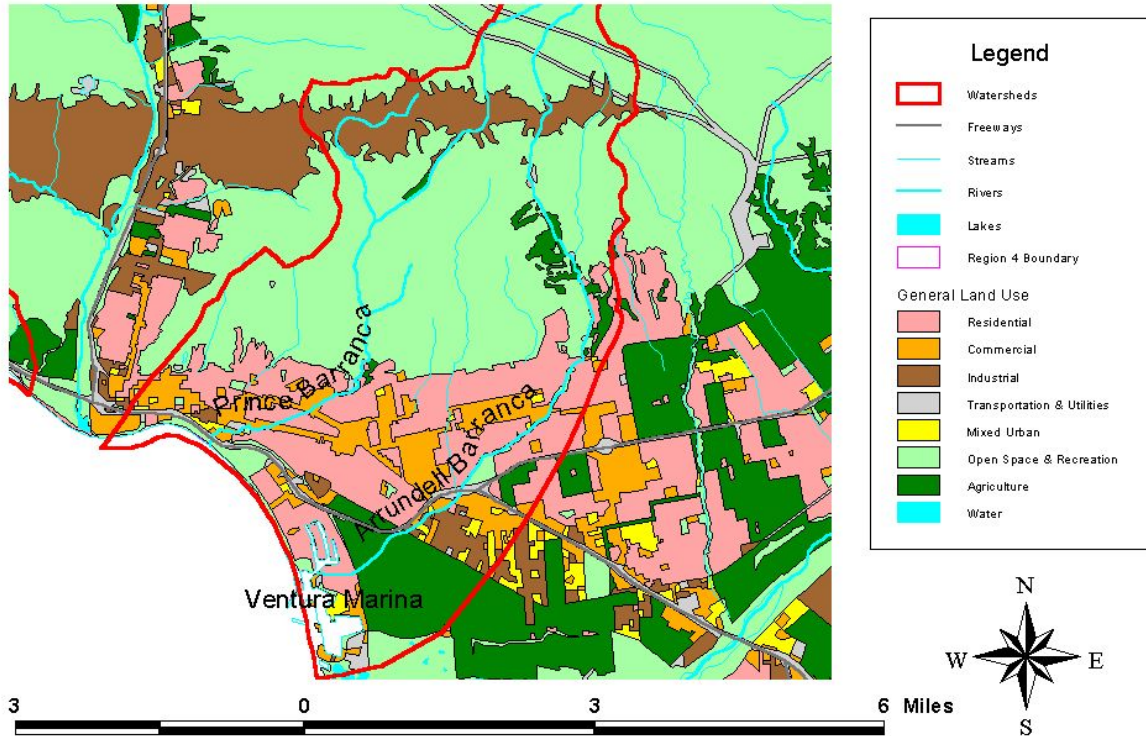 Prince Barranca
Arrundell Barranca
Ventura Marina
Legend
Watersheds
Freeways
Streams
Rivers
Lakes
Region 4 Boundary
General Land Use
Residential
Commercial
Industrial
Transportation & Utilities
Mixed Urban
Open Space & Recreation
Agriculture
Water
N
W E
S
3 0 3 6 Miles